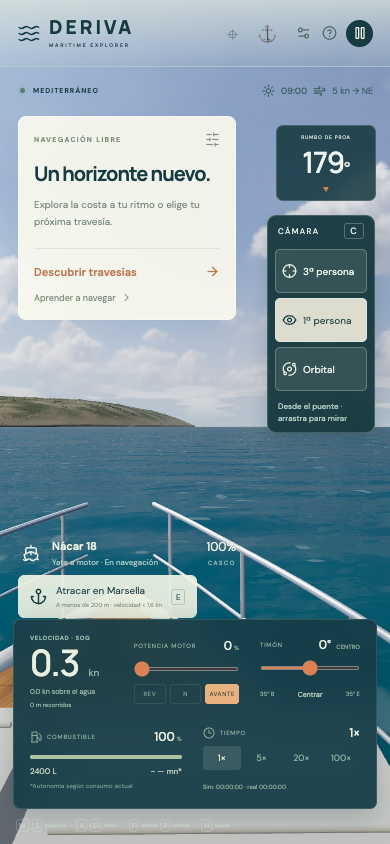 DERIVA
MARITIME EXPLORER
MEDITERRÁNEO
09:00
5 kn → NE
NAVEGACIÓN LIBRE
Un horizonte nuevo.
Explora la costa a tu ritmo o elige tu
próxima travesía.
Descubrir travesías →
Aprender a navegar >
RUMBO DE PROA
179°
CÁMARA
C
3ª persona
1ª persona
Orbital
Desde el puente ·
arrastra para mirar
Nácar 18
Yate a motor · En navegación
100%
CASCO
Atracar en Marsella
A menos de 200 m · velocidad < 1,6 kn
E
VELOCIDAD · SOG
0.3 kn
0.0 kn sobre el agua
0 m recorridos
POTENCIA MOTOR
0 %
REV
N
AVANTE
TIMÓN
0° CENTRO
35° B
Centrar
35° E
COMBUSTIBLE
100 %
2400 L
– — mn*
*Autonomía según consumo actual
TIEMPO
1×
1×
5×
20×
100×
Sim. 00:00:00 · real 00:00:00